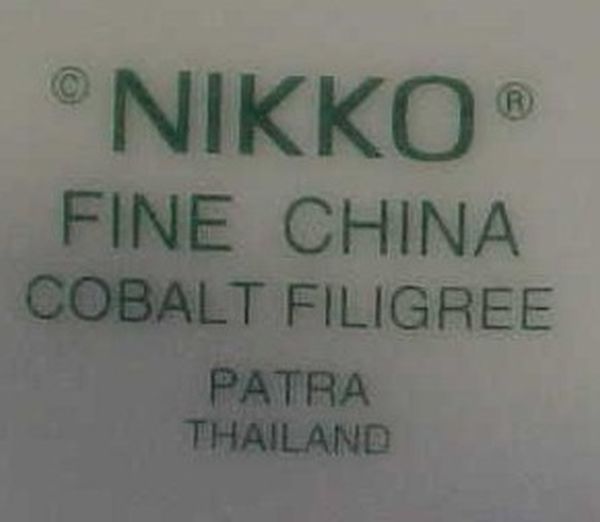 © NIKKO ®
FINE CHINA
COBALT FILIGREE
PATRA
THAILAND